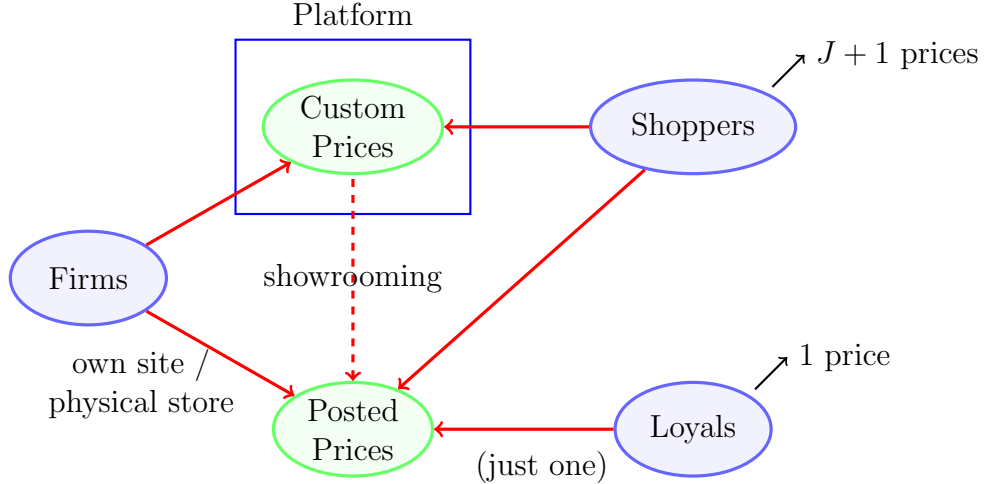 Platform
Custom
Prices
Shoppers
J + 1 prices
Firms
showrooming
own site /
physical store
Posted
Prices
Loyals
1 price
(just one)